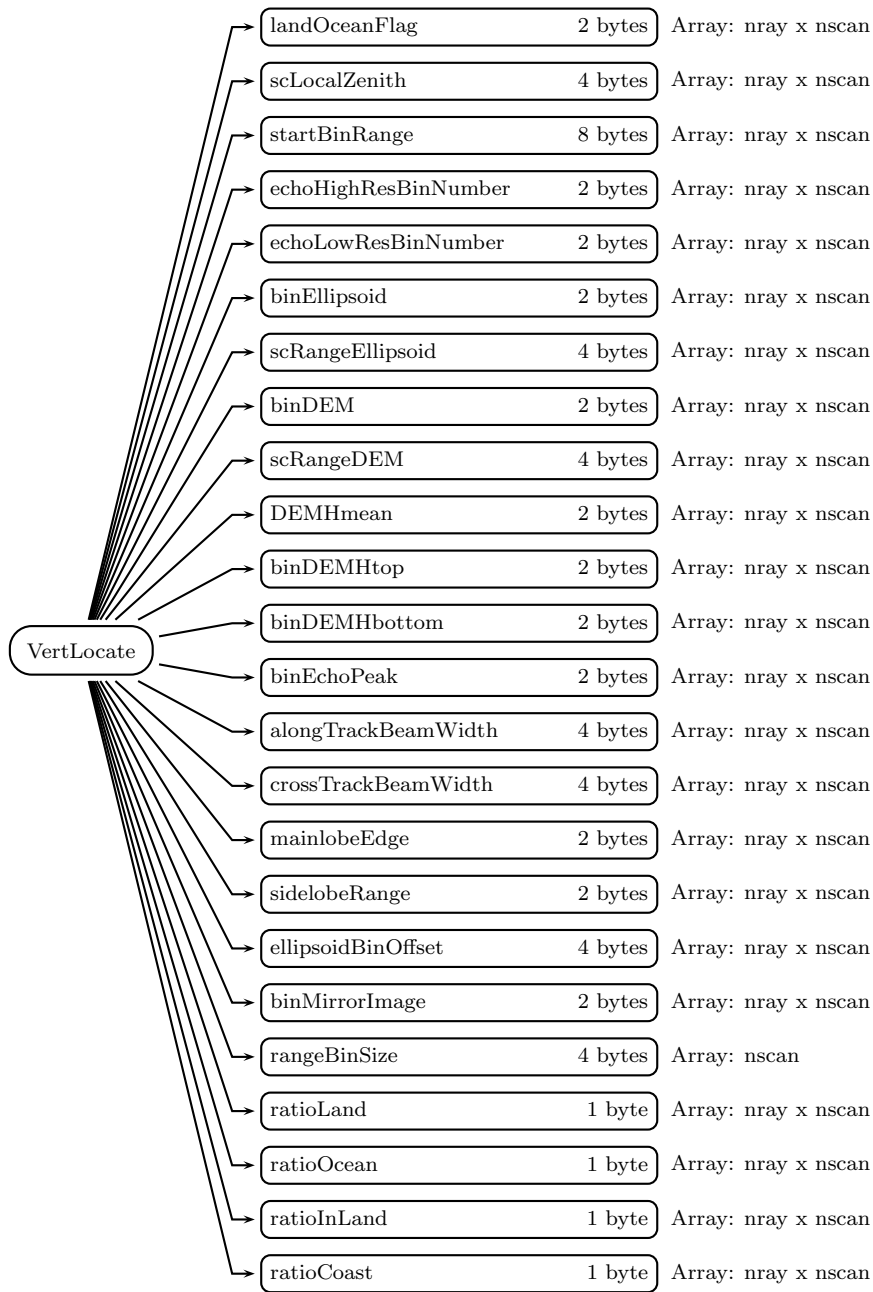 landOceanFlag 2 bytes Array: nray x nscan
scLocalZenith 4 bytes Array: nray x nscan
startBinRange 8 bytes Array: nray x nscan
echoHighResBinNumber 2 bytes Array: nray x nscan
echoLowResBinNumber 2 bytes Array: nray x nscan
binEllipsoid 2 bytes Array: nray x nscan
scRangeEllipsoid 4 bytes Array: nray x nscan
binDEM 2 bytes Array: nray x nscan
scRangeDEM 4 bytes Array: nray x nscan
DEMHmean 2 bytes Array: nray x nscan
binDEMHtop 2 bytes Array: nray x nscan
binDEMHbottom 2 bytes Array: nray x nscan
VertLocate
binEchoPeak 2 bytes Array: nray x nscan
alongTrackBeamWidth 4 bytes Array: nray x nscan
crossTrackBeamWidth 4 bytes Array: nray x nscan
mainlobeEdge 2 bytes Array: nray x nscan
sidelobeRange 2 bytes Array: nray x nscan
ellipsoidBinOffset 4 bytes Array: nray x nscan
binMirrorImage 2 bytes Array: nray x nscan
rangeBinSize 4 bytes Array: nscan
ratioLand 1 byte Array: nray x nscan
ratioOcean 1 byte Array: nray x nscan
ratioInLand 1 byte Array: nray x nscan
ratioCoast 1 byte Array: nray x nscan